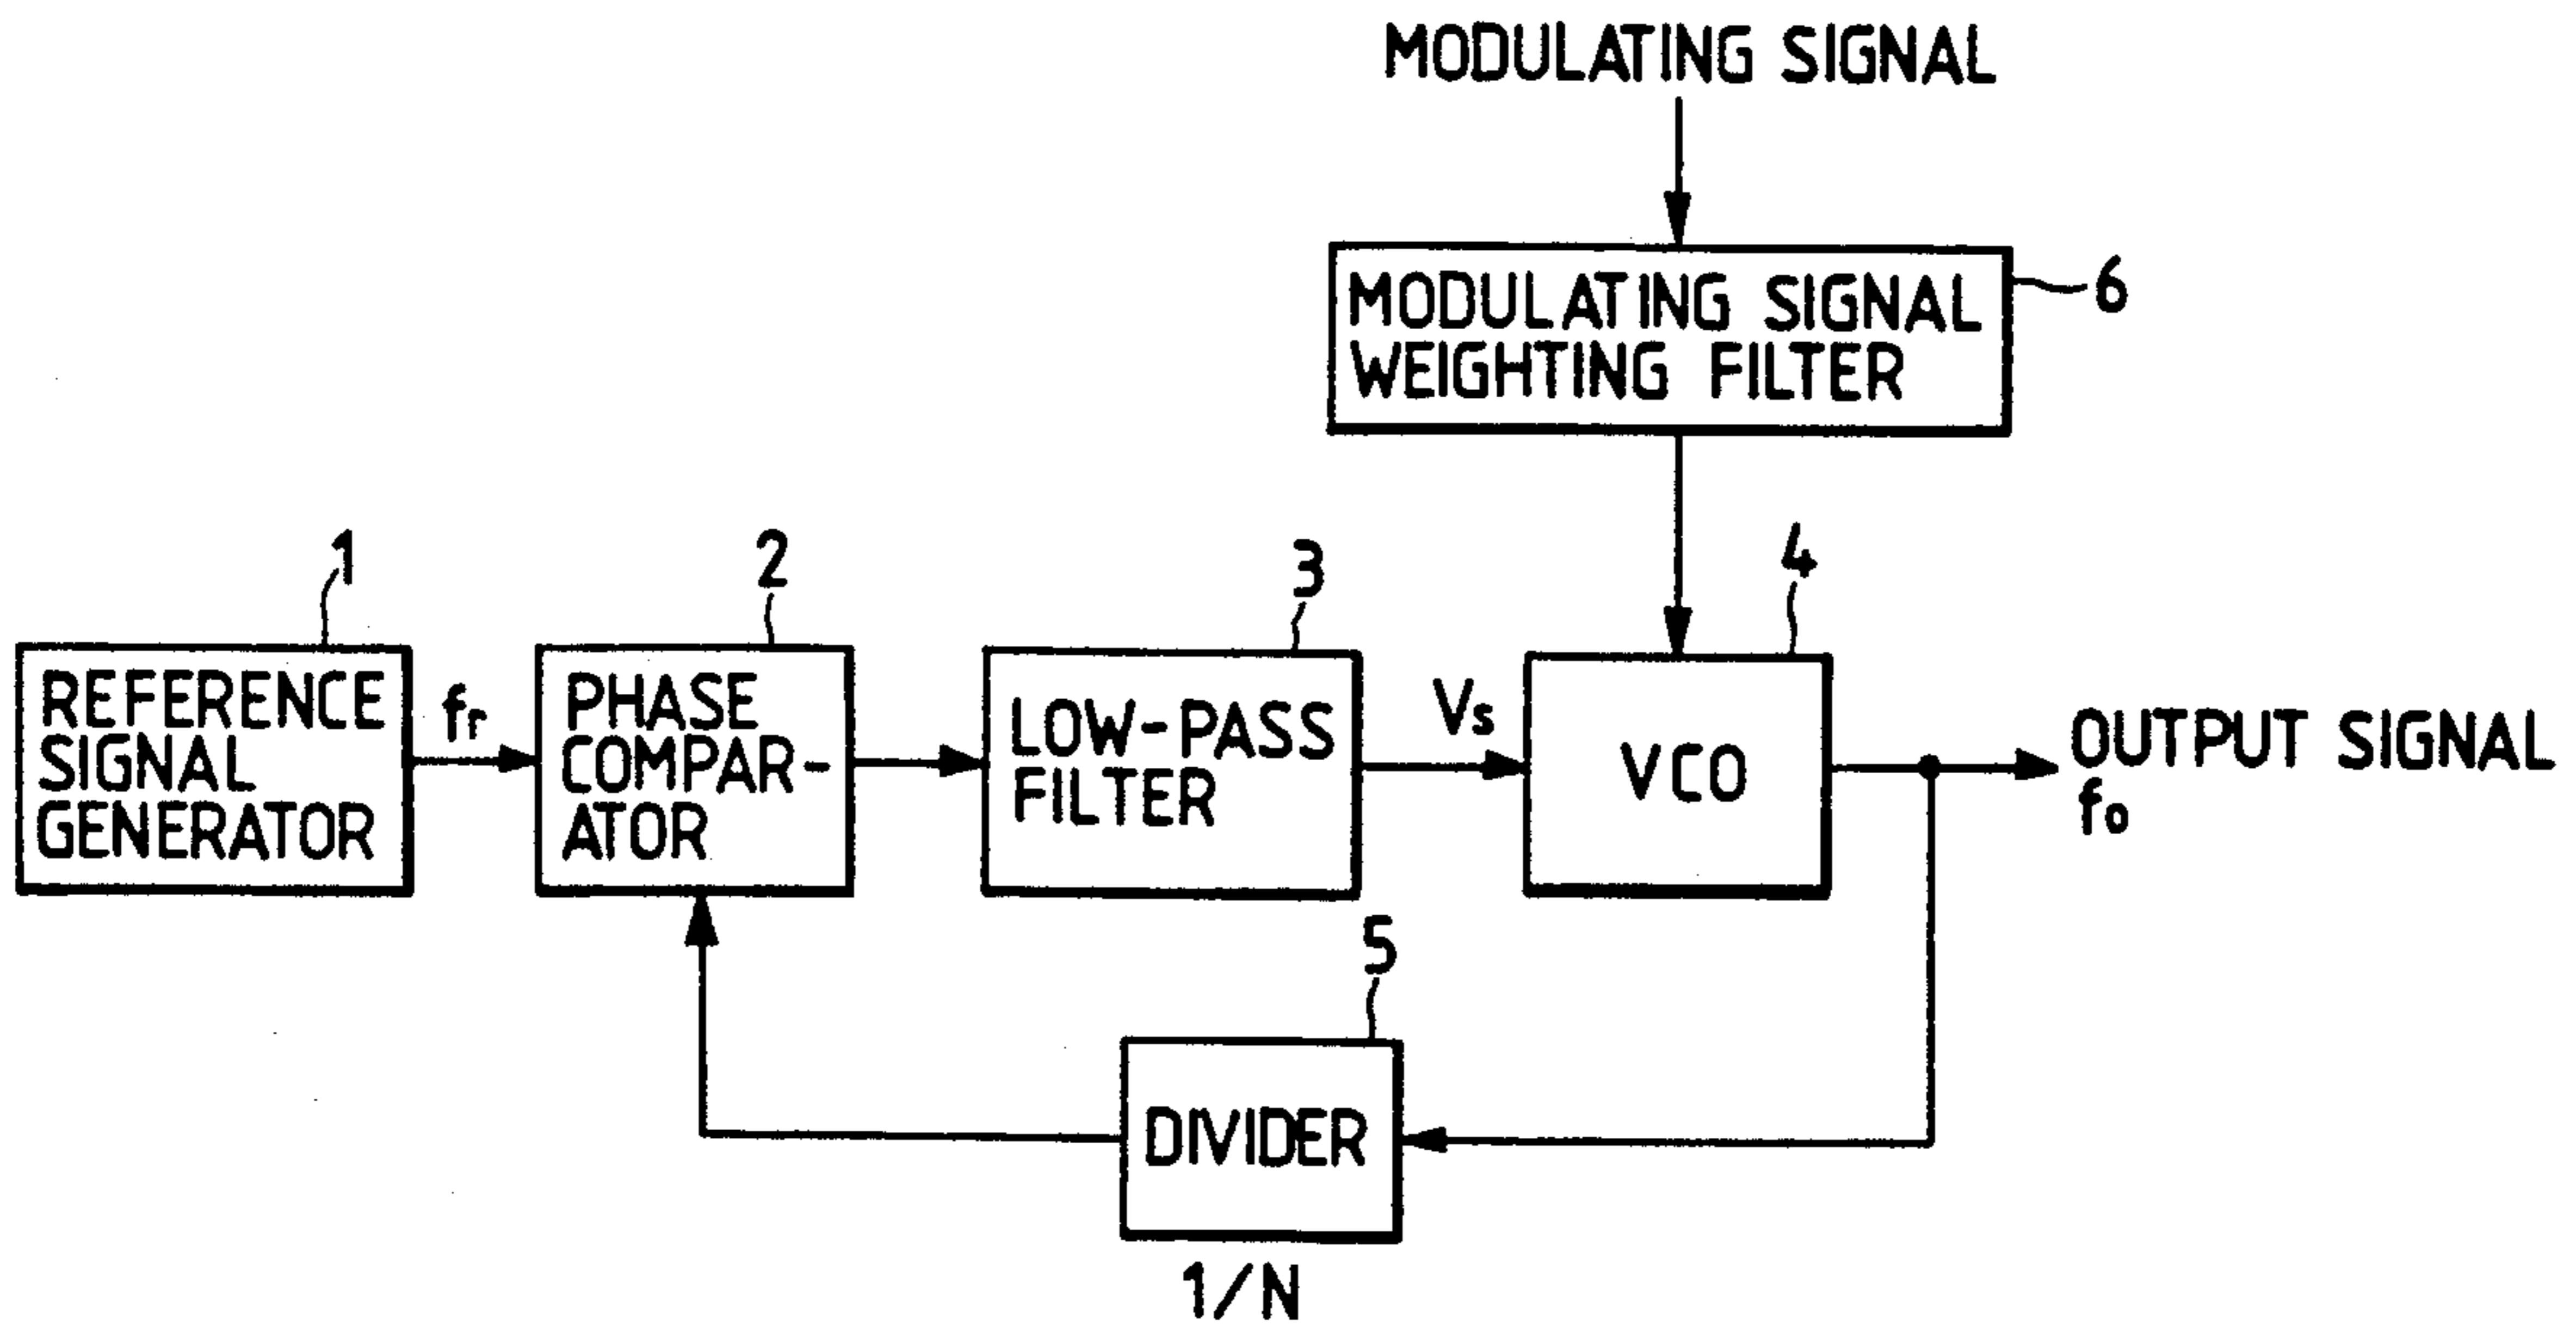 MODULATING SIGNAL
MODULATING SIGNAL
WEIGHTING FILTER
6
1
2
3
4
REFERENCE
SIGNAL
GENERATOR
fr
PHASE
COMPAR-
ATOR
LOW-PASS
FILTER
Vs
VCO
OUTPUT SIGNAL
fo
5
DIVIDER
1/N